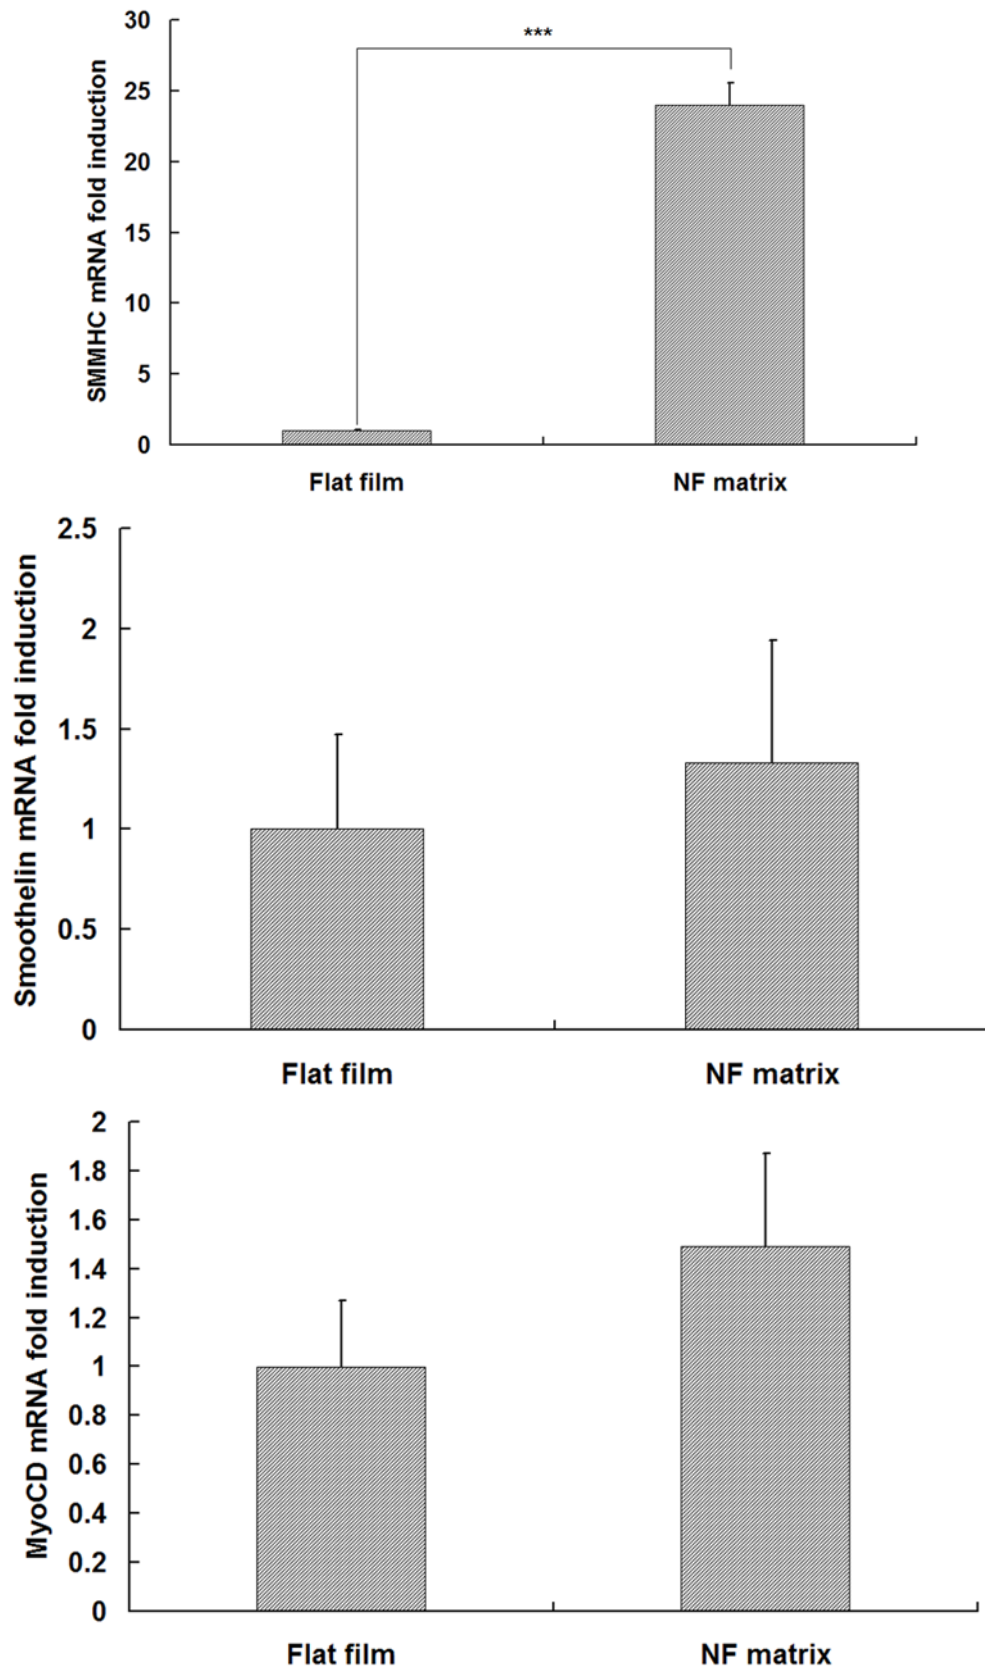 SMMHC mRNA fold induction
30
25
20
15
10
5
0
***
Flat film
NF matrix
Smoothelin mRNA fold induction
2.5
2
1.5
1
0.5
0
Flat film
NF matrix
MyoCD mRNA fold induction
2
1.8
1.6
1.4
1.2
1
0.8
0.6
0.4
0.2
0
Flat film
NF matrix